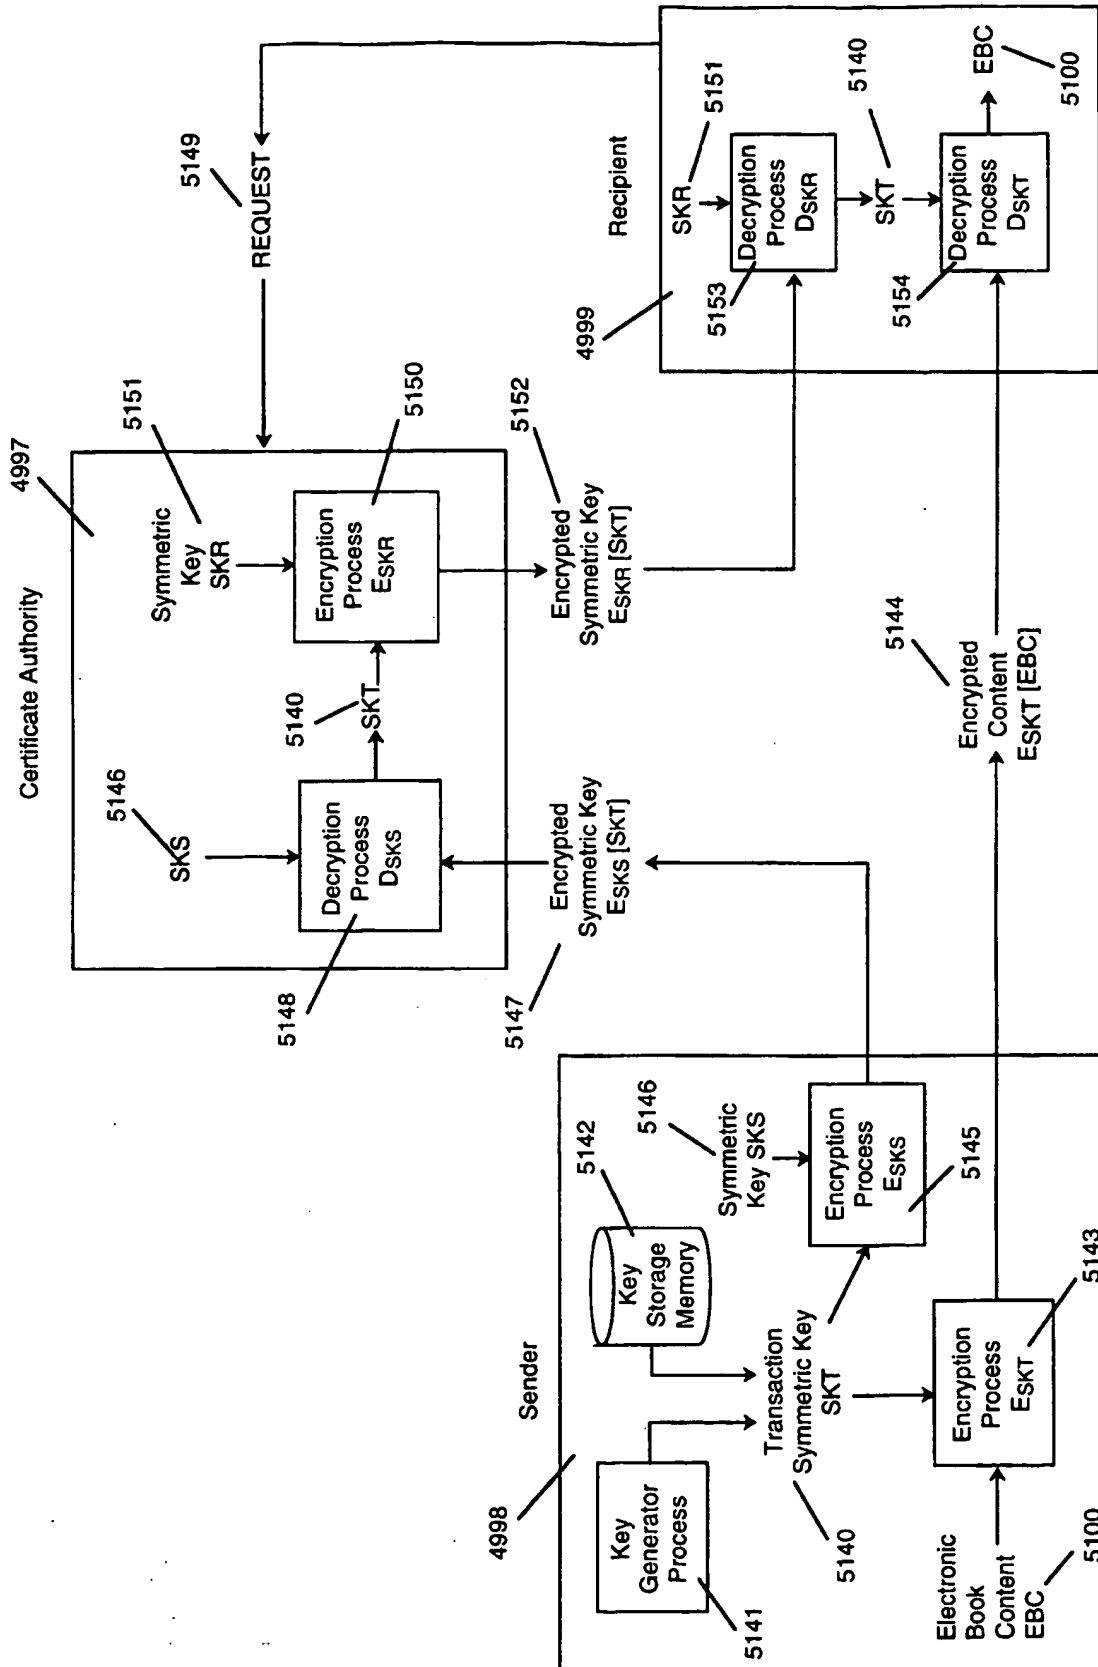 Certificate Authority
4997
5146
SKS
5151
Symmetric
Key
SKR
5149
REQUEST
Decryption
Process
DSKS
5140
SKT
Encryption
Process
ESKR
5150
5148
5147
Encrypted
Symmetric Key
ESKS [SKT]
Encrypted
Symmetric Key
ESKR [SKT]
5152
Recipient
4999
SKR
5151
Decryption
Process
DSKR
5153
SKT
5140
Decryption
Process
DSKT
5154
EBC
5100
Sender
4998
Key
Generator
Process
5141
Key
Storage
Memory
5142
Transaction
Symmetric Key
SKT
5140
Symmetric
Key SKS
5146
Encryption
Process
ESKS
5145
Electronic
Book
Content
EBC
5100
Encryption
Process
ESKT
5143
5144
Encrypted
Content
ESKT [EBC]